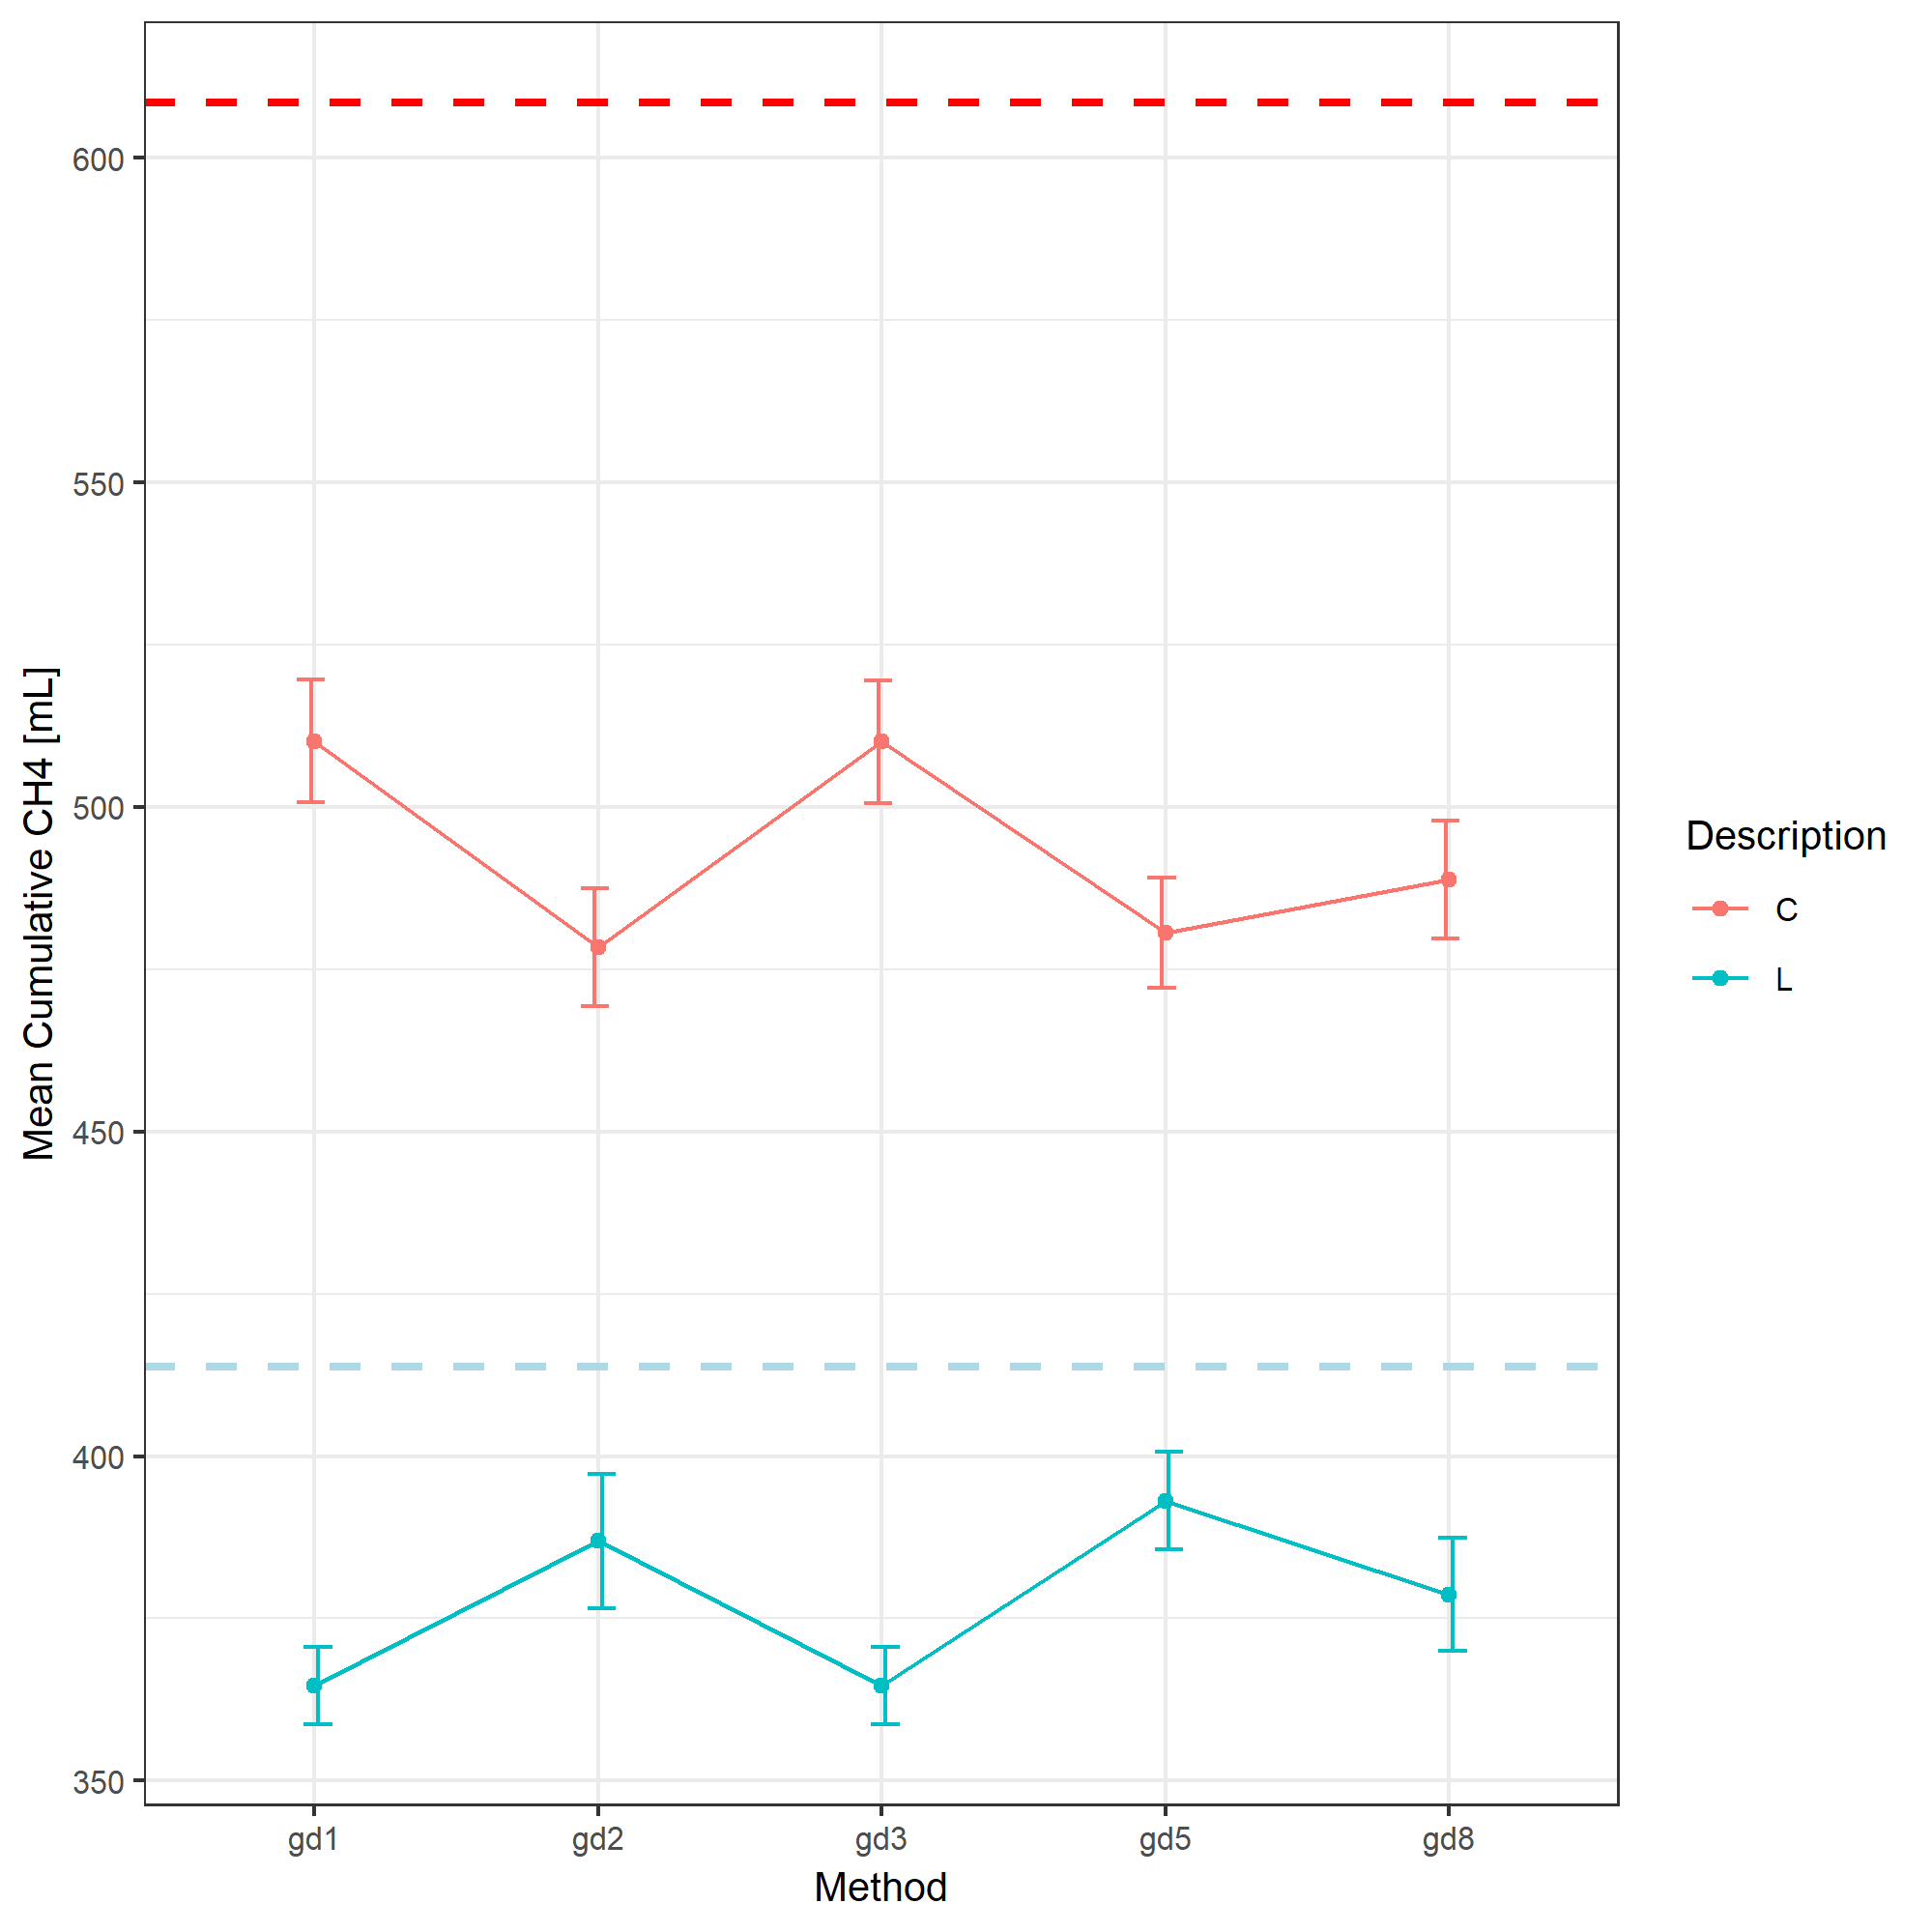 Mean Cumulative CH4 [mL]
600
550
500
450
400
350
gd1 gd2 gd3 gd5 gd8
Method
Description
C
L